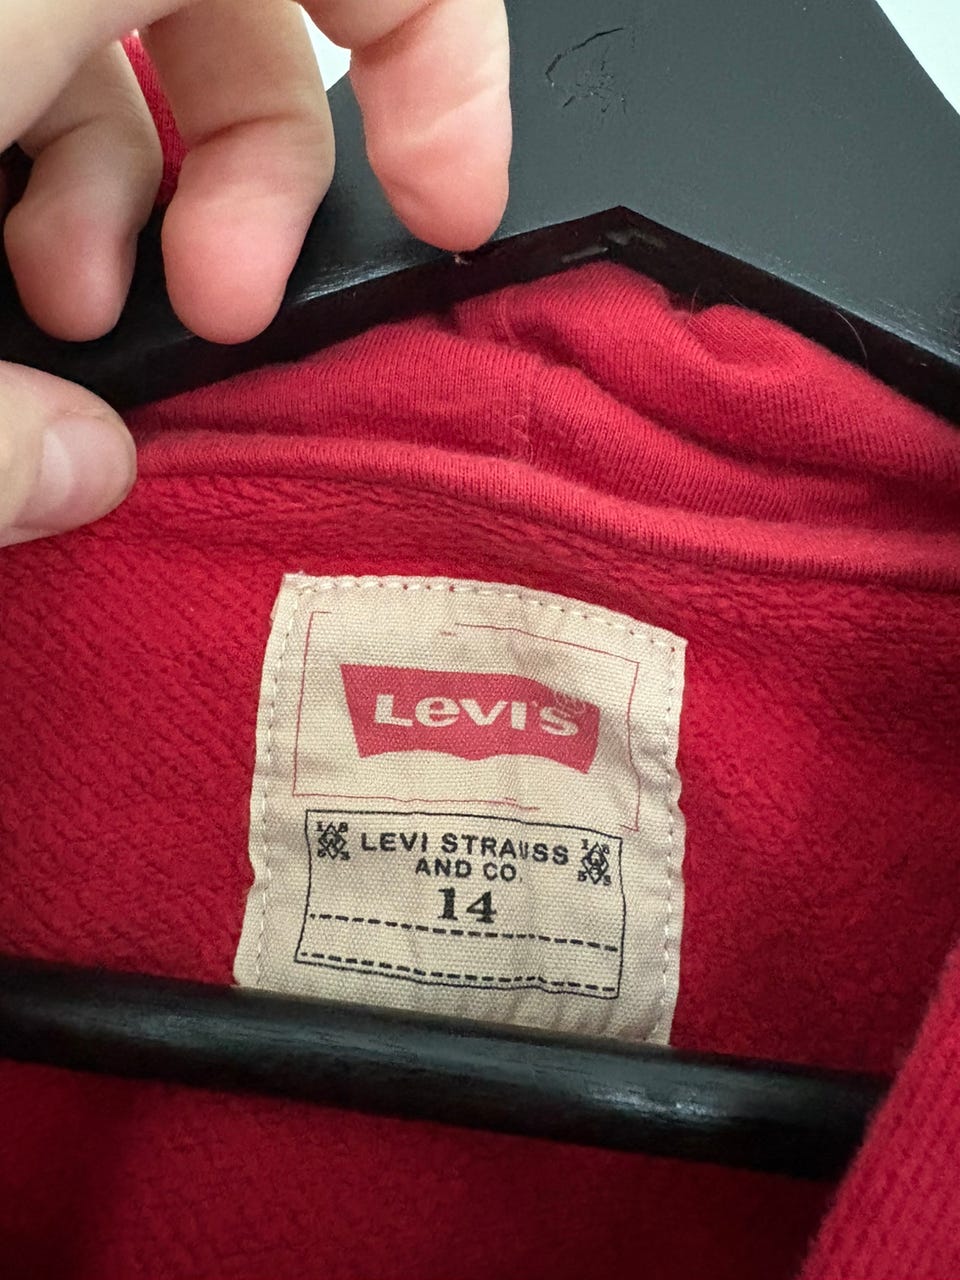 Levi's®
LEVI STRAUSS
AND CO.
14